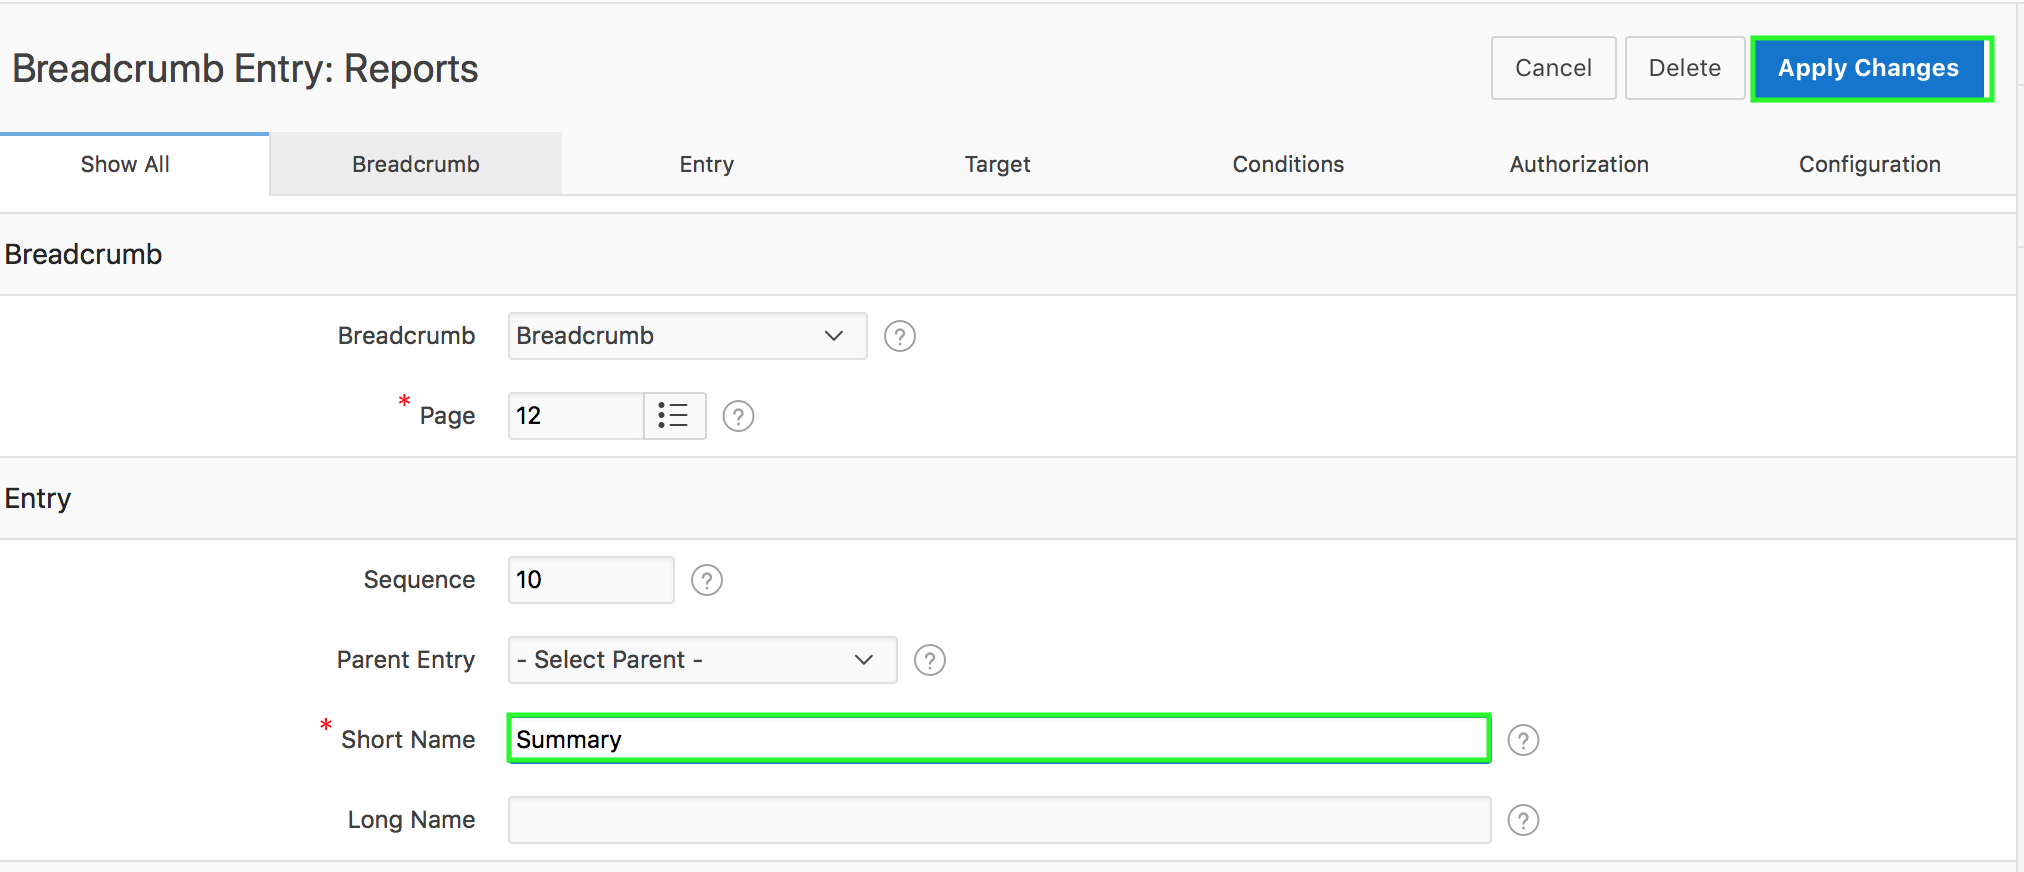 Breadcrumb Entry: Reports
Cancel
Delete
Apply Changes
Show All
Breadcrumb
Entry
Target
Conditions
Authorization
Configuration
Breadcrumb
Breadcrumb
Breadcrumb
?
* Page
12
?
Entry
Sequence
10
?
Parent Entry
- Select Parent -
?
* Short Name
Summary
?
Long Name
?